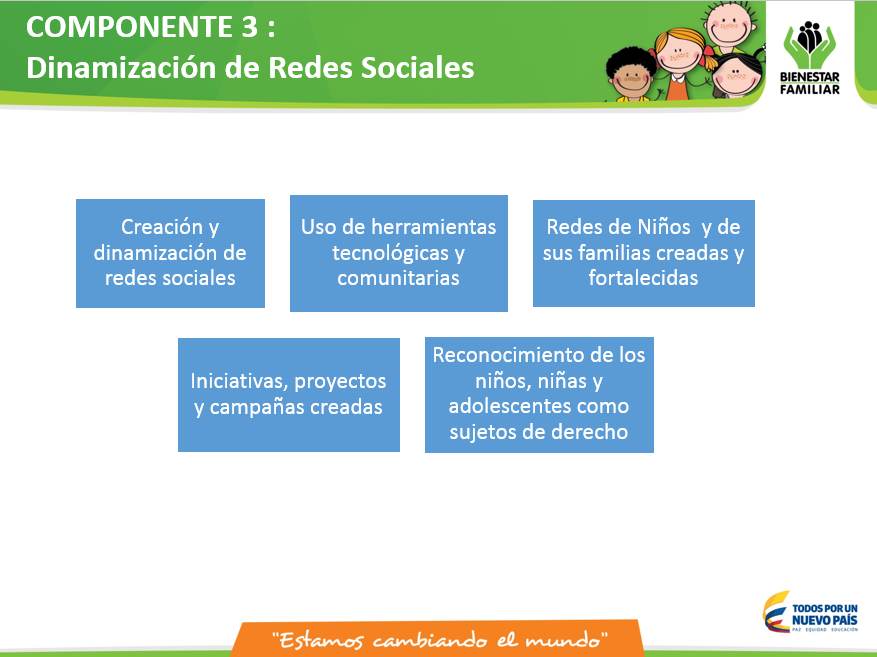 COMPONENTE 3 :
Dinamización de Redes Sociales
BIENESTAR
FAMILIAR
Creación y
dinamización de
redes sociales
Uso de herramientas
tecnológicas y
comunitarias
Redes de Niños y de
sus familias creadas y
fortalecidas
Iniciativas, proyectos
y campañas creadas
Reconocimiento de los
niños, niñas y
adolescentes como
sujetos de derecho
TODOS POR UN
NUEVO PAÍS
PAZ EQUIDAD EDUCACIÓN
"Estamos cambiando el mundo"